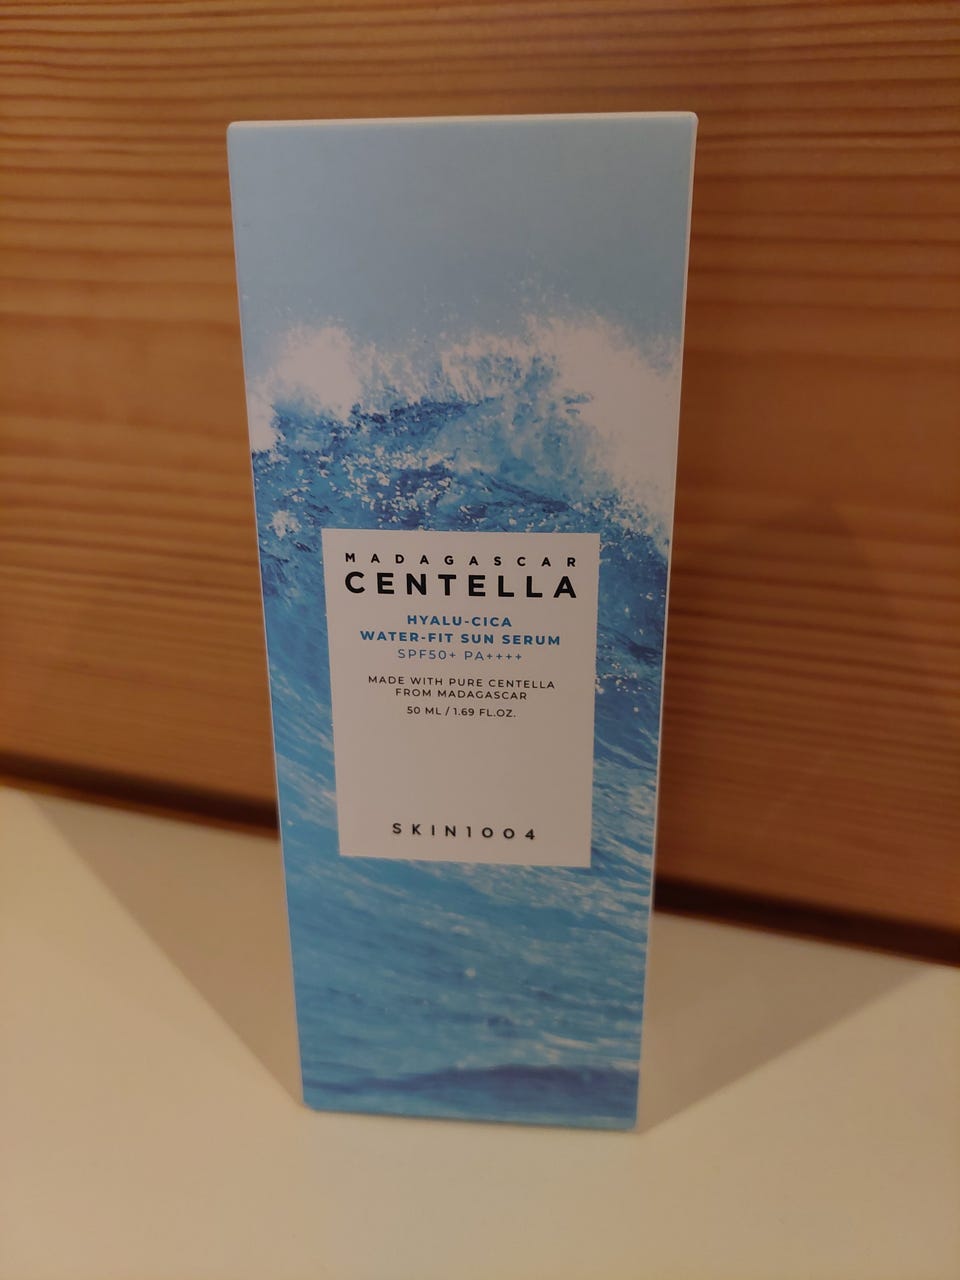 MADAGASCAR
CENTELLA
HYALU-CICA
WATER-FIT SUN SERUM
SPF50+ PA++++
MADE WITH PURE CENTELLA
FROM MADAGASCAR
50 ML / 1.69 FL.OZ.
SKIN1004